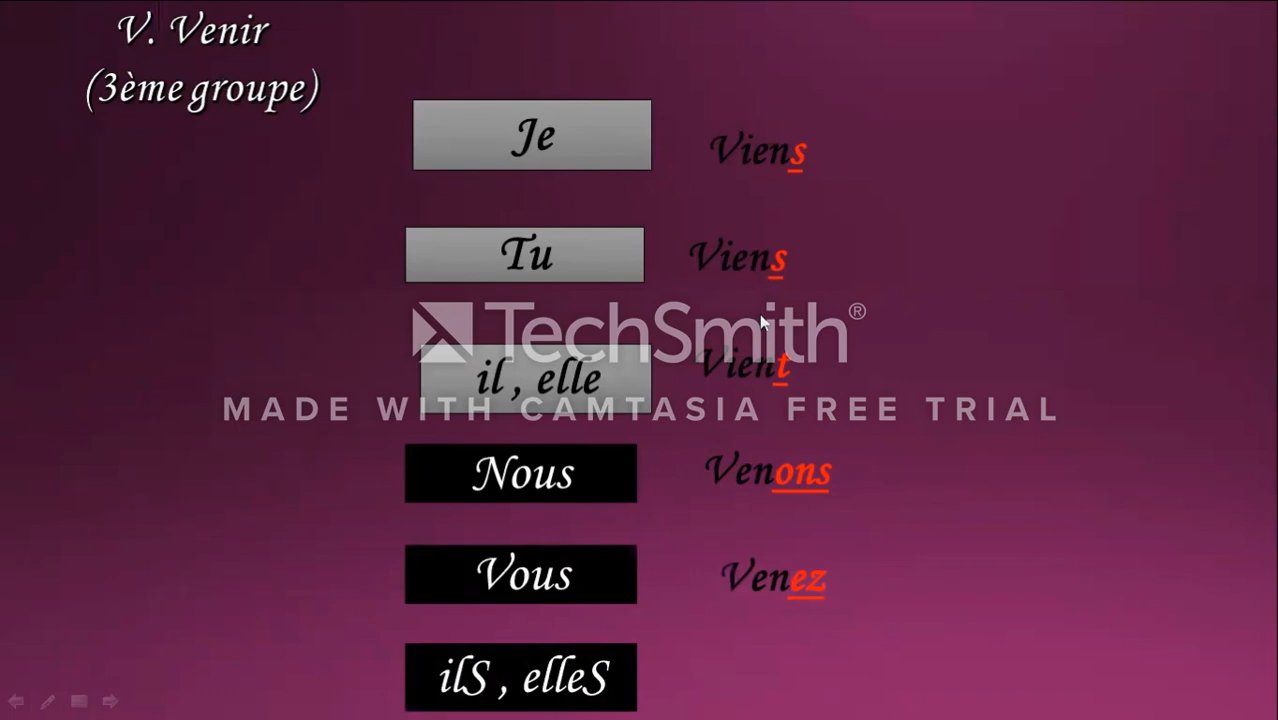 V. Venir
(3ème groupe)
Je Viens
Tu Viens
TechSmith®
il , elle Vient
MADE WITH CAMTASIA FREE TRIAL
Nous Venons
Vous Venez
ilS , elleS